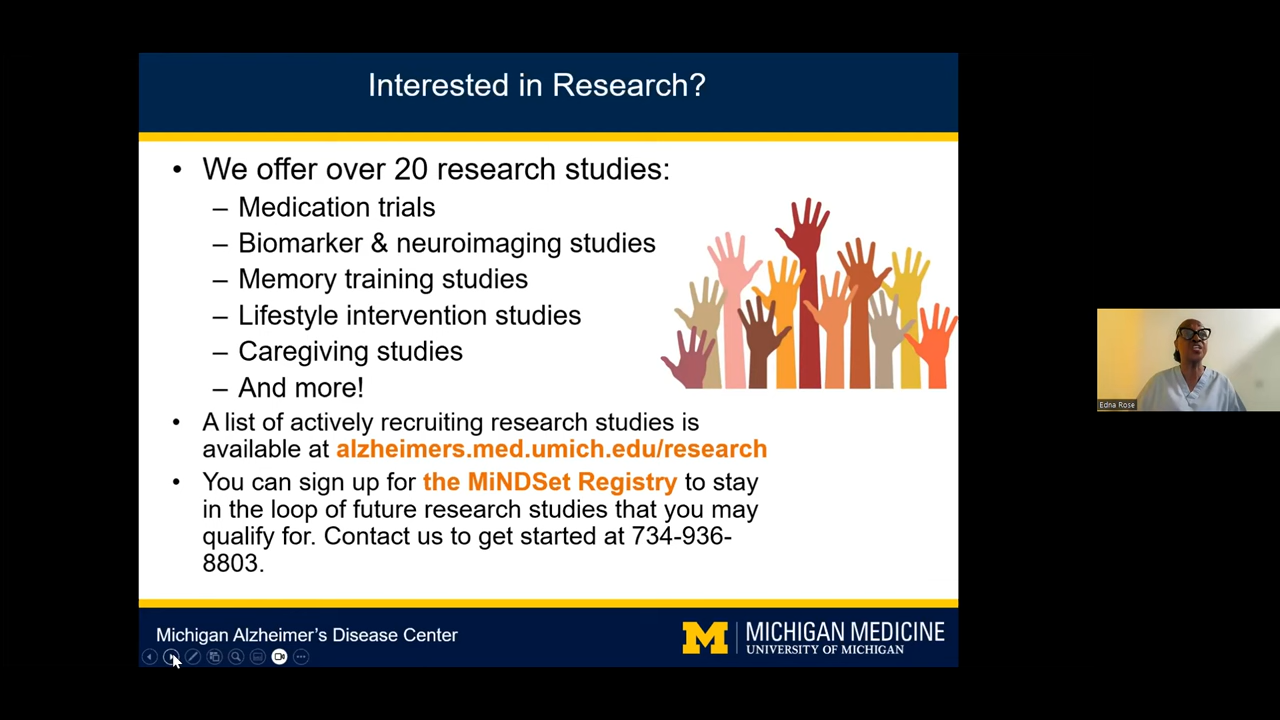 Interested in Research?
• We offer over 20 research studies:
– Medication trials
– Biomarker & neuroimaging studies
– Memory training studies
– Lifestyle intervention studies
– Caregiving studies
– And more!
• A list of actively recruiting research studies is
available at alzheimers.med.umich.edu/research
• You can sign up for the MiNDSet Registry to stay
in the loop of future research studies that you may
qualify for. Contact us to get started at 734-936-
8803.
Edna Rose
Michigan Alzheimer's Disease Center
M | MICHIGAN MEDICINE
UNIVERSITY OF MICHIGAN